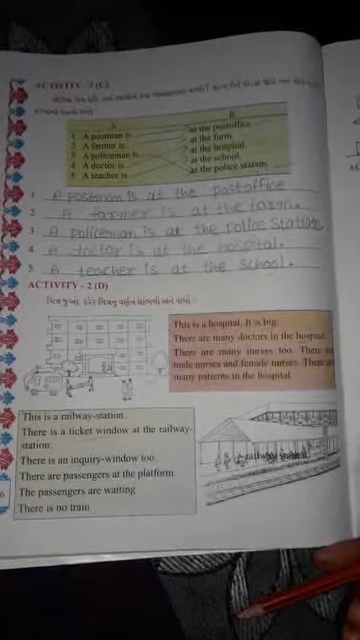 ACTIVITY - 2 (C)
A B
1 A postman is at the postoffice.
2 A farmer is at the farm.
3 A policeman is at the hospital.
4 A doctor is at the school.
5 A teacher is at the police station.
1. A postman is at the postoffice
2. A farmer is at the farm.
3. A policeman is at the Police Station.
4. A doctor is at the hospital.
5. A teacher is at the school.
ACTIVITY - 2 (D)
This is a hospital. It is big.
There are many doctors in the hospital.
There are many nurses too. There are
male nurses and female nurses. There are
many patients in the hospital.
This is a railway-station.
There is a ticket window at the railway-
station.
There is an inquiry-window too.
There are passengers at the platform.
The passengers are waiting
There is no train.
railway station